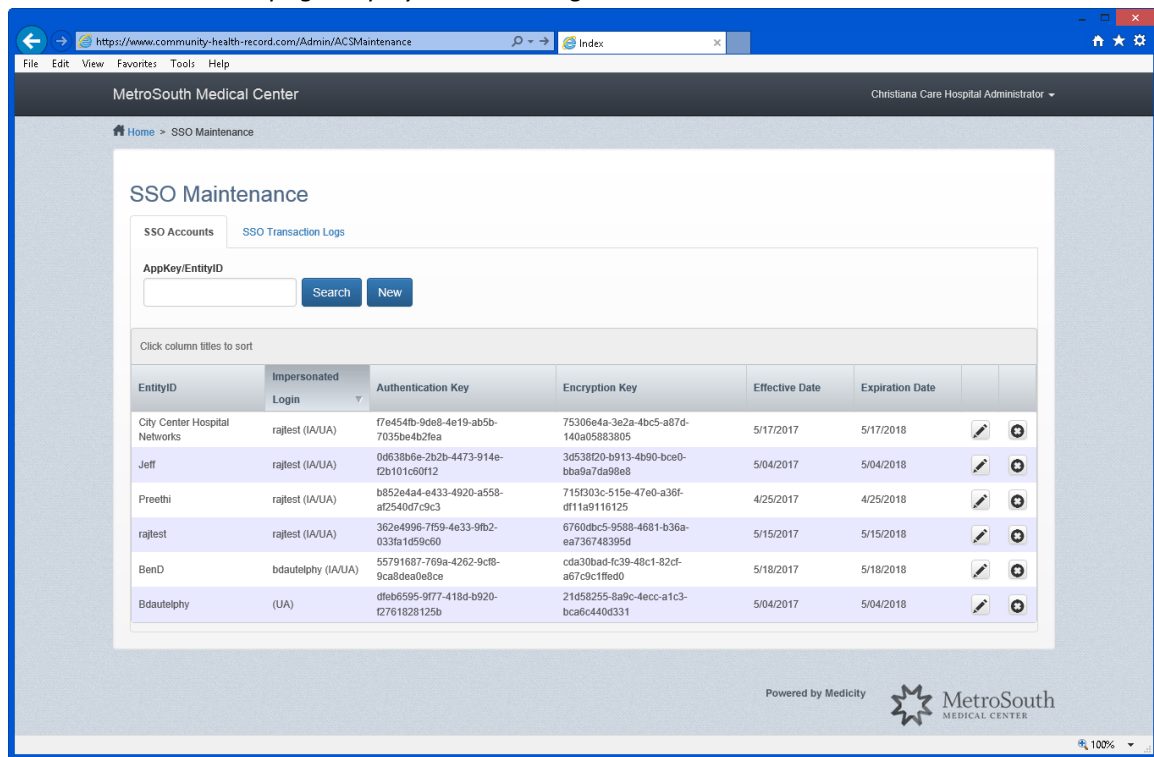 https://www.community-health-record.com/Admin/ACSMaintenance
Index
File Edit View Favorites Tools Help
MetroSouth Medical Center
Christiana Care Hospital Administrator
Home > SSO Maintenance
SSO Maintenance
SSO Accounts
SSO Transaction Logs
AppKey/EntityID
Search
New
Click column titles to sort
EntityID
Impersonated
Login
Authentication Key
Encryption Key
Effective Date
Expiration Date
City Center Hospital
Networks
rajtest (IA/UA)
f7e454fb-9de8-4e19-ab5b-
7035be4b2fea
75306e4a-3e2a-4bc5-a87d-
140a05883805
5/17/2017
5/17/2018
Jeff
rajtest (IA/UA)
0d638b6e-2b2b-4473-914e-
f2b101c60f12
3d538f20-b913-4b90-bce0-
bba9a7da98e8
5/04/2017
5/04/2018
Preethi
rajtest (IA/UA)
b852e4a4-e433-4920-a558-
af2540d7c9c3
715f303c-515e-47e0-a36f-
df11a9116125
4/25/2017
4/25/2018
rajtest
rajtest (IA/UA)
362e4996-7f59-4e33-9fb2-
033fa1d59c60
6760dbc5-9588-4681-b36a-
ea736748395d
5/15/2017
5/15/2018
BenD
bdautelphy (IA/UA)
55791687-769a-4262-9cf8-
9ca8dea0e8ce
cda30bad-fc39-48c1-82cf-
a67c9c1ffed0
5/18/2017
5/18/2018
Bdautelphy
(UA)
dfeb6595-9f77-418d-b920-
f2761828125b
21d58255-8a9c-4ecc-a1c3-
bca6c440d331
5/04/2017
5/04/2018
Powered by Medicity
MetroSouth
MEDICAL CENTER
100%